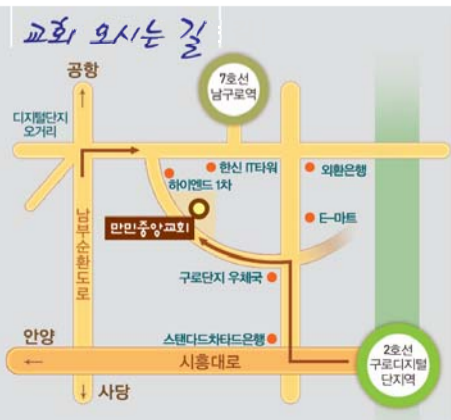 교회 오시는 길
공항
7호선
남구로역
디지털단지
오거리
한신 IT타워
하이엔드 1차
외환은행
만민중앙교회
E-마트
남부순환도로
구로단지 우체국
안양
스탠다드차타드은행
시흥대로
2호선
구로디지털
단지역
사당